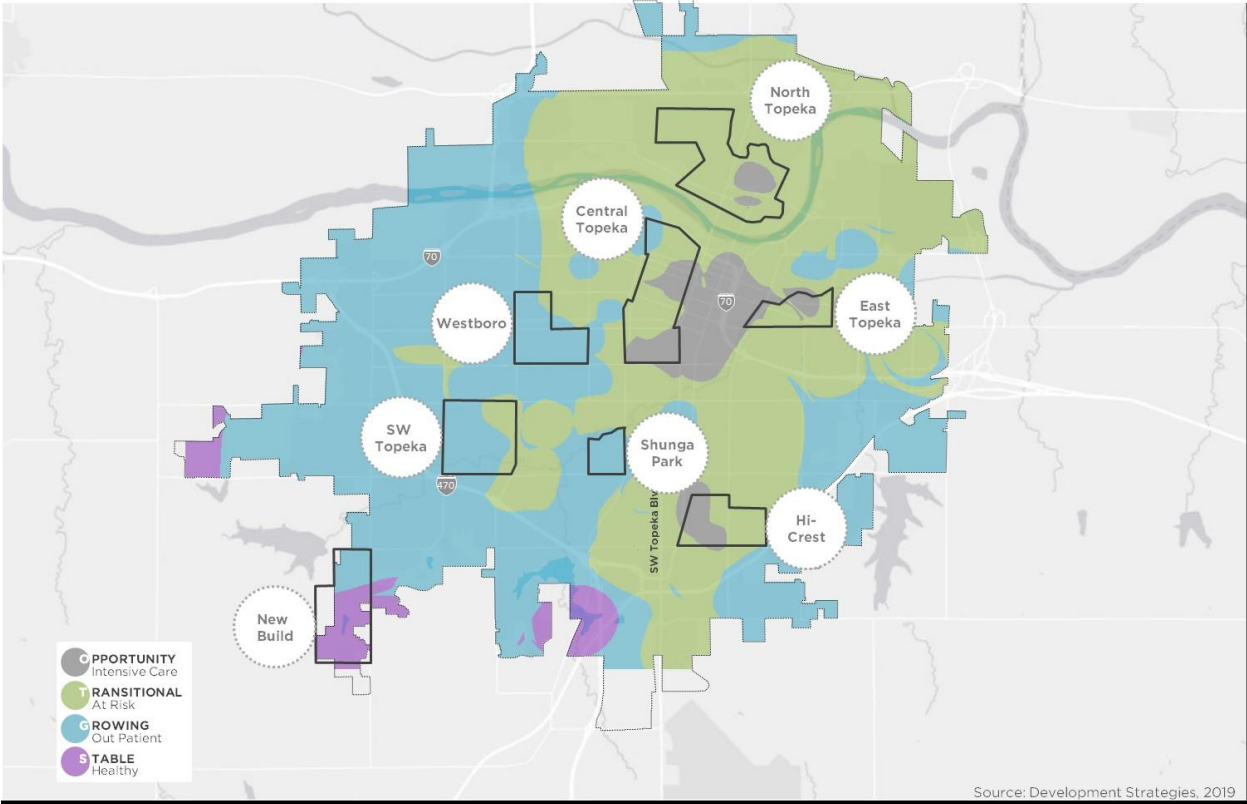 North
Topeka
Central
Topeka
70
70
East
Topeka
Westboro
SW
Topeka
Shunga
Park
470
SW Topeka Blv
Hi-
Crest
New
Build
OPPORTUNITY
Intensive Care
TRANSITIONAL
At Risk
GROWING
Out Patient
STABLE
Healthy
Source: Development Strategies, 2019